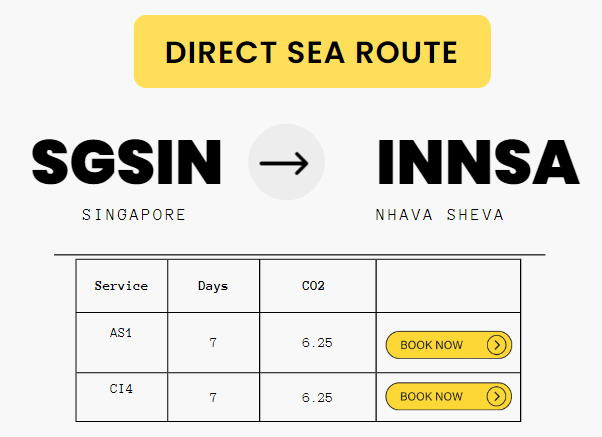 DIRECT SEA ROUTE
SGSIN → INNSA
SINGAPORE NHAVA SHEVA
Service Days CO2
AS1 7 6.25 BOOK NOW
CI4 7 6.25 BOOK NOW